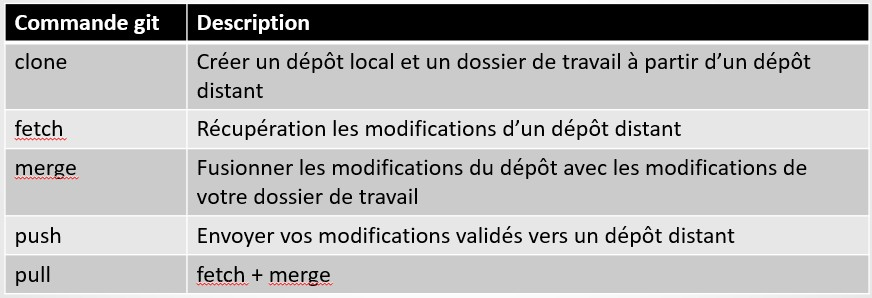 Commande git Description
clone Créer un dépôt local et un dossier de travail à partir d’un dépôt
distant
fetch Récupération les modifications d’un dépôt distant
merge Fusionner les modifications du dépôt avec les modifications de
votre dossier de travail
push Envoyer vos modifications validés vers un dépôt distant
pull fetch + merge